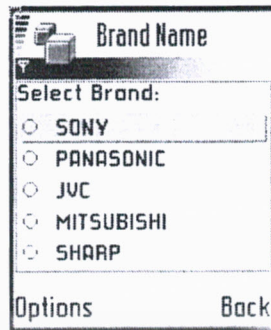 Brand Name
Select Brand:
SONY
PANASONIC
JVC
MITSUBISHI
SHARP
Options Back